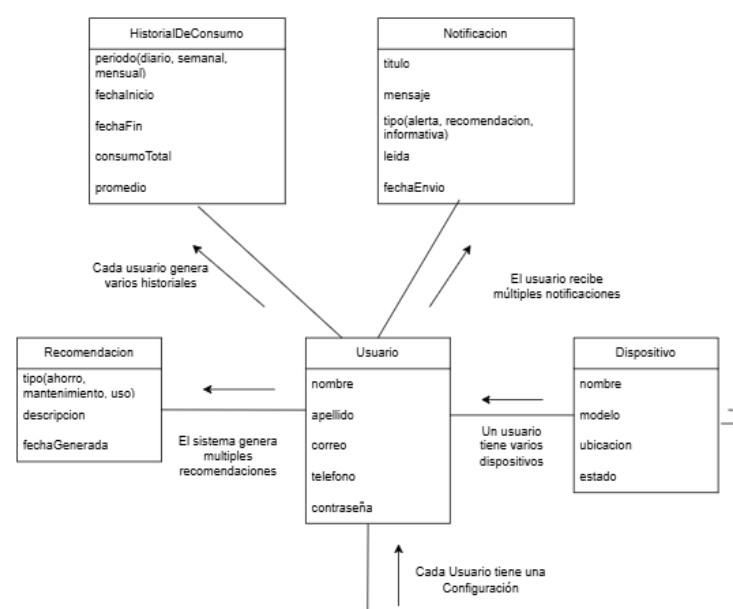 HistorialDeConsumo
periodo(diario, semanal,
mensual)
fechaInicio
fechaFin
consumoTotal
promedio
Notificacion
titulo
mensaje
tipo(alerta, recomendacion,
informativa)
leida
fechaEnvio
Cada usuario genera
varios historiales
El usuario recibe
múltiples notificaciones
Recomendacion
tipo(ahorro,
mantenimiento, uso)
descripcion
fechaGenerada
El sistema genera
multiples
recomendaciones
Usuario
nombre
apellido
correo
telefono
contraseña
Un usuario
tiene varios
dispositivos
Dispositivo
nombre
modelo
ubicacion
estado
Cada Usuario tiene una
Configuración